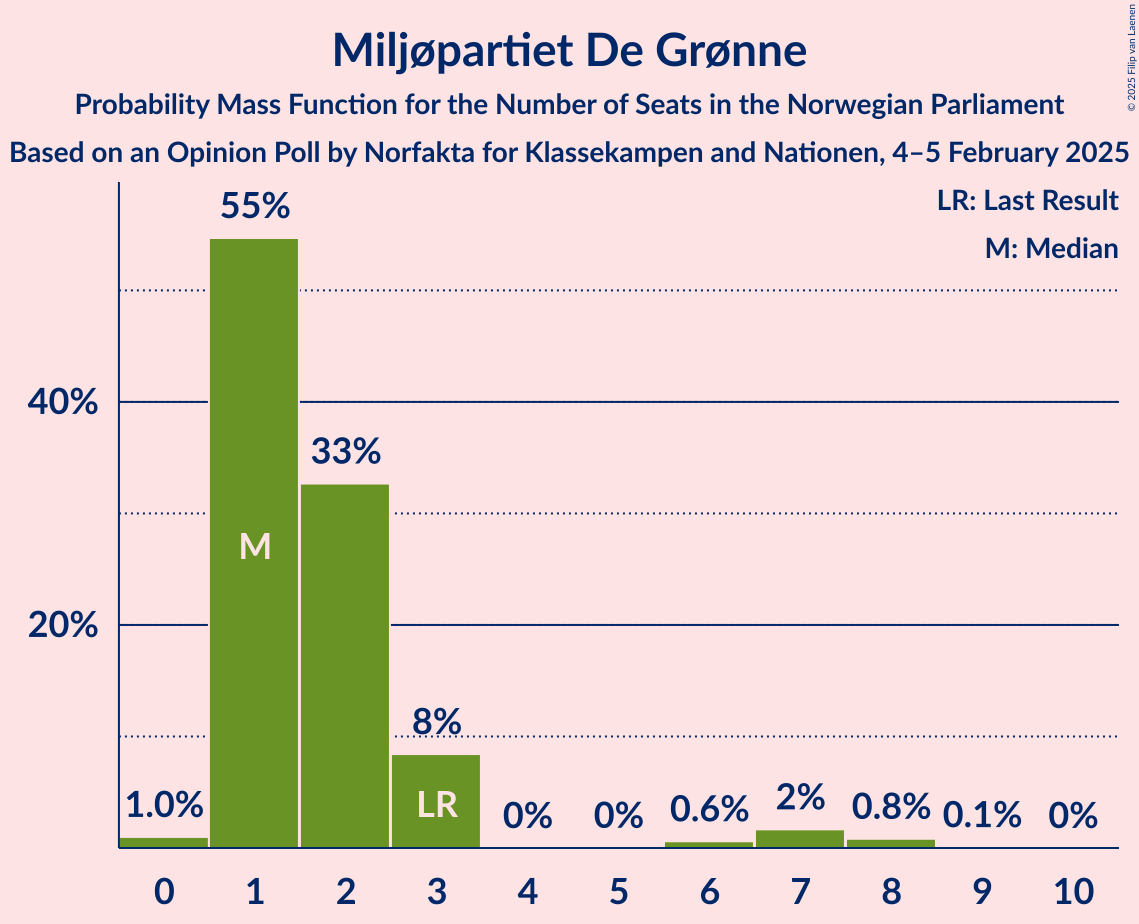 Miljøpartiet De Grønne
Probability Mass Function for the Number of Seats in the Norwegian Parliament
Based on an Opinion Poll by Norfakta for Klassekampen and Nationen, 4–5 February 2025
© 2025 Filip van Laenen
LR: Last Result
M: Median
55%
40%
33%
M
20%
8%
1.0%
LR
0%
0%
0.6%
2%
0.8%
0.1%
0%
0 1 2 3 4 5 6 7 8 9 10